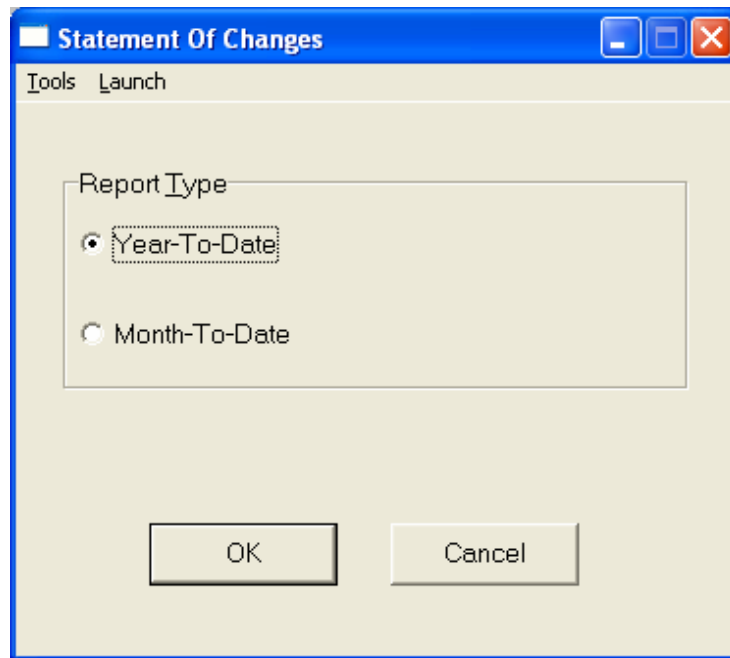 Statement Of Changes
Tools Launch
Report Type
Year-To-Date
Month-To-Date
OK Cancel